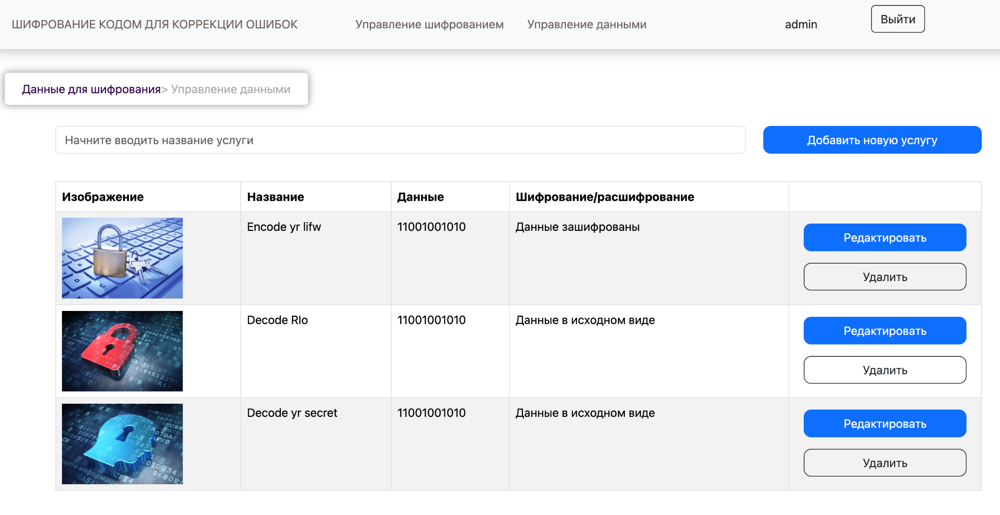 ШИФРОВАНИЕ КОДОМ ДЛЯ КОРРЕКЦИИ ОШИБОК Управление шифрованием Управление данными admin Выйти
Данные для шифрования> Управление данными
Начните вводить название услуги Добавить новую услугу
Изображение Название Данные Шифрование/расшифрование
Encode yr lifw 11001001010 Данные зашифрованы
Редактировать
Удалить
Decode Rlo 11001001010 Данные в исходном виде
Редактировать
Удалить
Decode yr secret 11001001010 Данные в исходном виде
Редактировать
Удалить